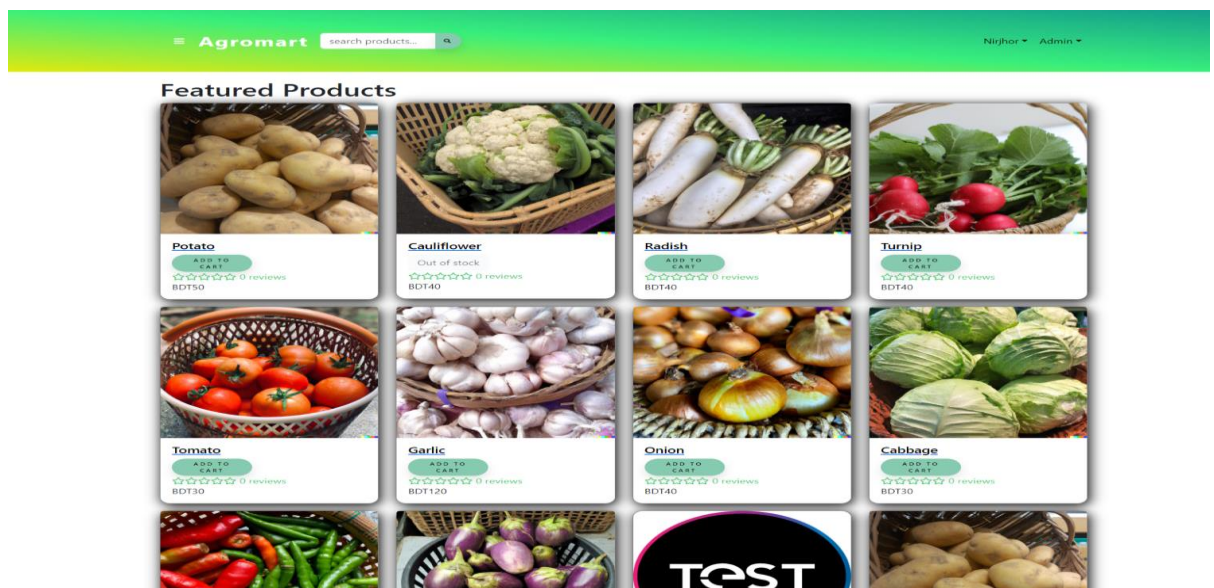 ≡ Agromart search products...
Nirjhor Admin
Featured Products
Potato
ADD TO
CART
0 reviews
BDT50
Cauliflower
Out of stock
0 reviews
BDT40
Radish
ADD TO
CART
0 reviews
BDT40
Turnip
ADD TO
CART
0 reviews
BDT40
Tomato
ADD TO
CART
0 reviews
BDT30
Garlic
ADD TO
CART
0 reviews
BDT120
Onion
ADD TO
CART
0 reviews
BDT40
Cabbage
ADD TO
CART
0 reviews
BDT30
TEST